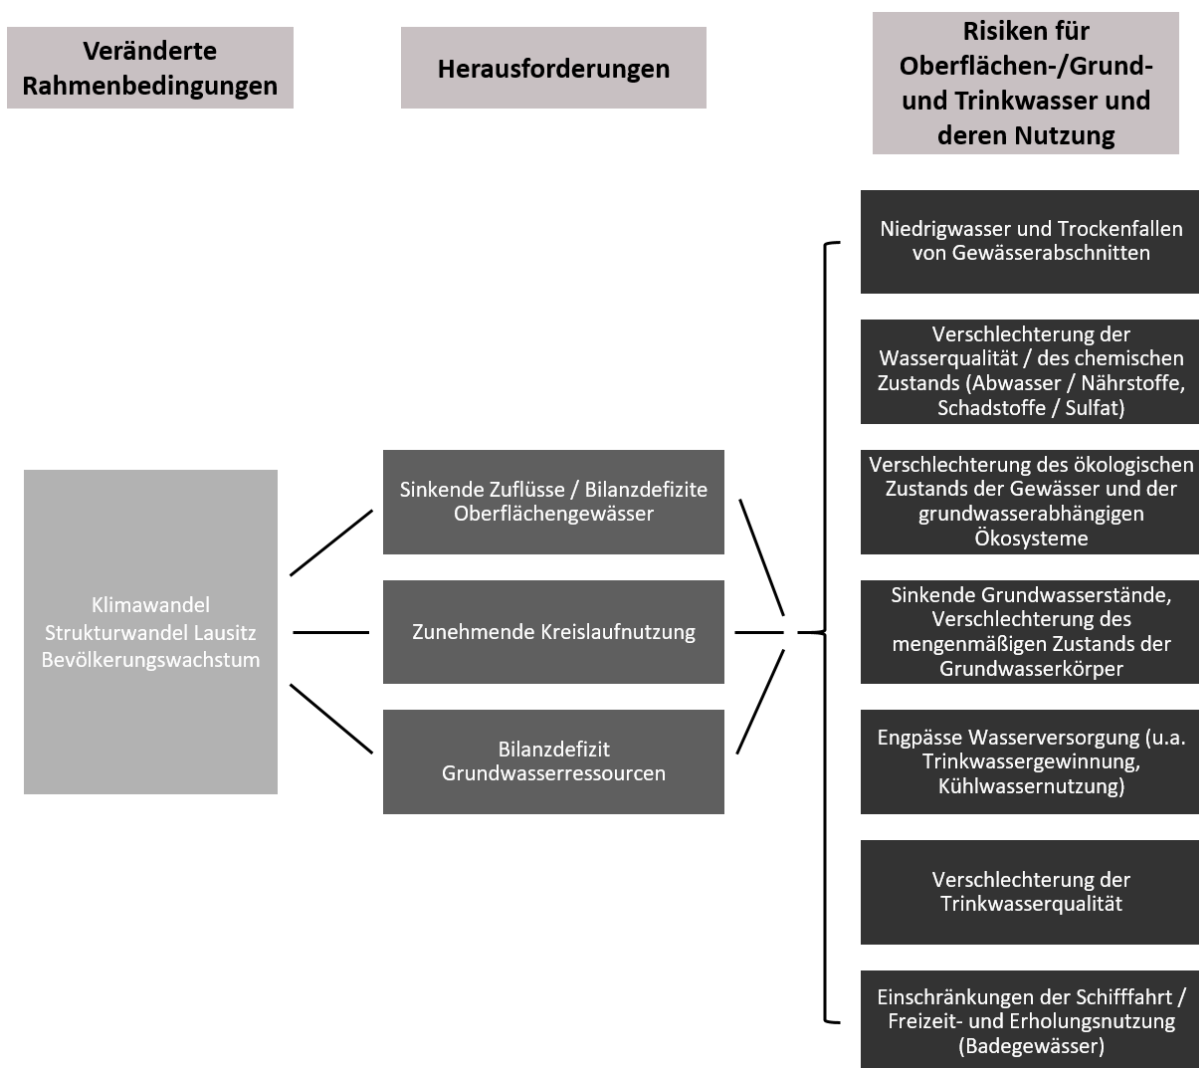 Veränderte
Rahmenbedingungen
Herausforderungen
Risiken für
Oberflächen-/Grund-
und Trinkwasser und
deren Nutzung
Klimawandel
Strukturwandel Lausitz
Bevölkerungswachstum
Sinkende Zuflüsse / Bilanzdefizite
Oberflächengewässer
Zunehmende Kreislaufnutzung
Bilanzdefizit
Grundwasserressourcen
Niedrigwasser und Trockenfallen
von Gewässerabschnitten
Verschlechterung der
Wasserqualität / des chemischen
Zustands (Abwasser / Nährstoffe,
Schadstoffe / Sulfat)
Verschlechterung des ökologischen
Zustands der Gewässer und der
grundwasserabhängigen
Ökosysteme
Sinkende Grundwasserstände,
Verschlechterung des
mengenmäßigen Zustands der
Grundwasserkörper
Engpässe Wasserversorgung (u.a.
Trinkwassergewinnung,
Kühlwassernutzung)
Verschlechterung der
Trinkwasserqualität
Einschränkungen der Schifffahrt /
Freizeit- und Erholungsnutzung
(Badegewässer)